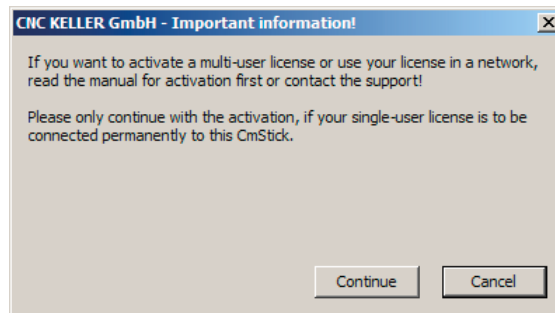 CNC KELLER GmbH - Important information!
If you want to activate a multi-user license or use your license in a network,
read the manual for activation first or contact the support!
Please only continue with the activation, if your single-user license is to be
connected permanently to this CmStick.
Continue Cancel